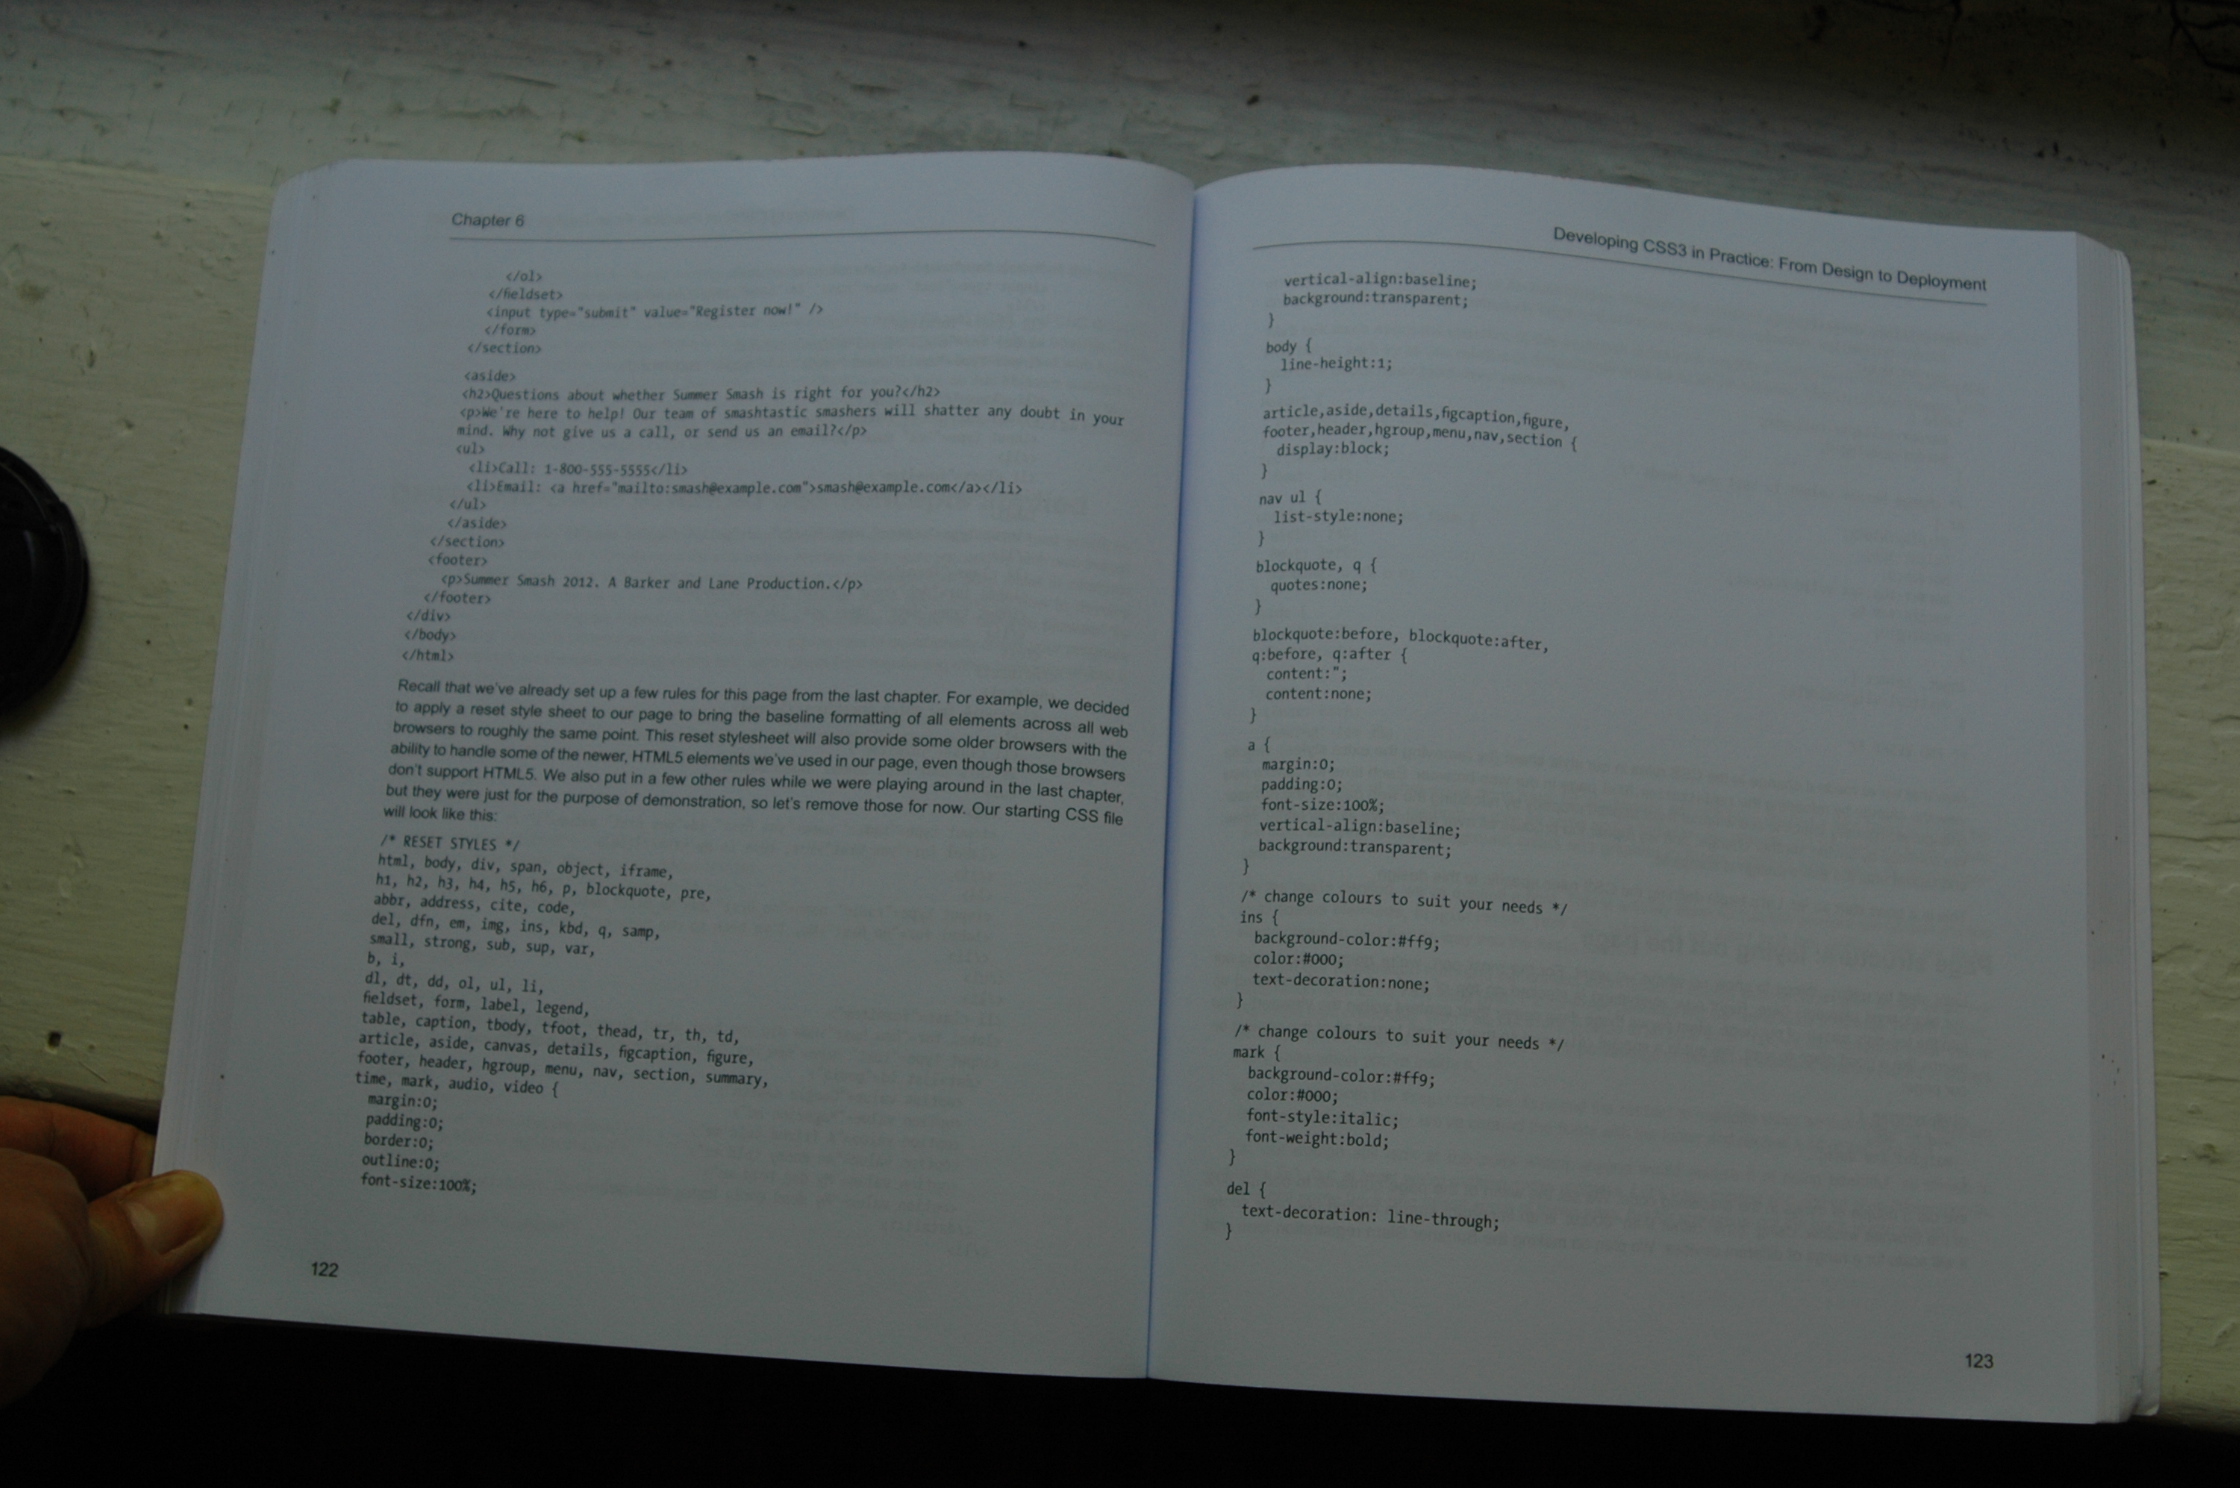 Chapter 6
</ol>
</fieldset>
<input type="submit" value="Register now!" />
</form>
</section>
<aside>
<h2>Questions about whether Summer Smash is right for you?</h2>
<p>We're here to help! Our team of smashtastic smashers will shatter any doubt in your
mind. Why not give us a call, or send us an email?</p>
<ul>
<li>Call: 1-800-555-5555</li>
<li>Email: <a href="mailto:smash@example.com">smash@example.com</a></li>
</ul>
</aside>
</section>
<footer>
<p>Summer Smash 2012. A Barker and Lane Production.</p>
</footer>
</div>
</body>
</html>
Recall that we've already set up a few rules for this page from the last chapter. For example, we decided
to apply a reset style sheet to our page to bring the baseline formatting of all elements across all web
browsers to roughly the same point. This reset stylesheet will also provide some older browsers with the
ability to handle some of the newer, HTML5 elements we've used in our page, even though those browsers
don't support HTML5. We also put in a few other rules while we were playing around in the last chapter,
but they were just for the purpose of demonstration, so let's remove those for now. Our starting CSS file
will look like this:
/* RESET STYLES */
html, body, div, span, object, iframe,
h1, h2, h3, h4, h5, h6, p, blockquote, pre,
abbr, address, cite, code,
del, dfn, em, img, ins, kbd, q, samp,
small, strong, sub, sup, var,
b, i,
dl, dt, dd, ol, ul, li,
fieldset, form, label, legend,
table, caption, tbody, tfoot, thead, tr, th, td,
article, aside, canvas, details, figcaption, figure,
footer, header, hgroup, menu, nav, section, summary,
time, mark, audio, video {
margin:0;
padding:0;
border:0;
outline:0;
font-size:100%;
122
Developing CSS3 in Practice: From Design to Deployment
vertical-align:baseline;
background:transparent;
}
body {
line-height:1;
}
article,aside,details,figcaption,figure,
footer,header,hgroup,menu,nav,section {
display:block;
}
nav ul {
list-style:none;
}
blockquote, q {
quotes:none;
}
blockquote:before, blockquote:after,
q:before, q:after {
content:";
content:none;
}
a {
margin:0;
padding:0;
font-size:100%;
vertical-align:baseline;
background:transparent;
}
/* change colours to suit your needs */
ins {
background-color:#ff9;
color:#000;
text-decoration:none;
}
/* change colours to suit your needs */
mark {
background-color:#ff9;
color:#000;
font-style:italic;
font-weight:bold;
}
del {
text-decoration: line-through;
}
123